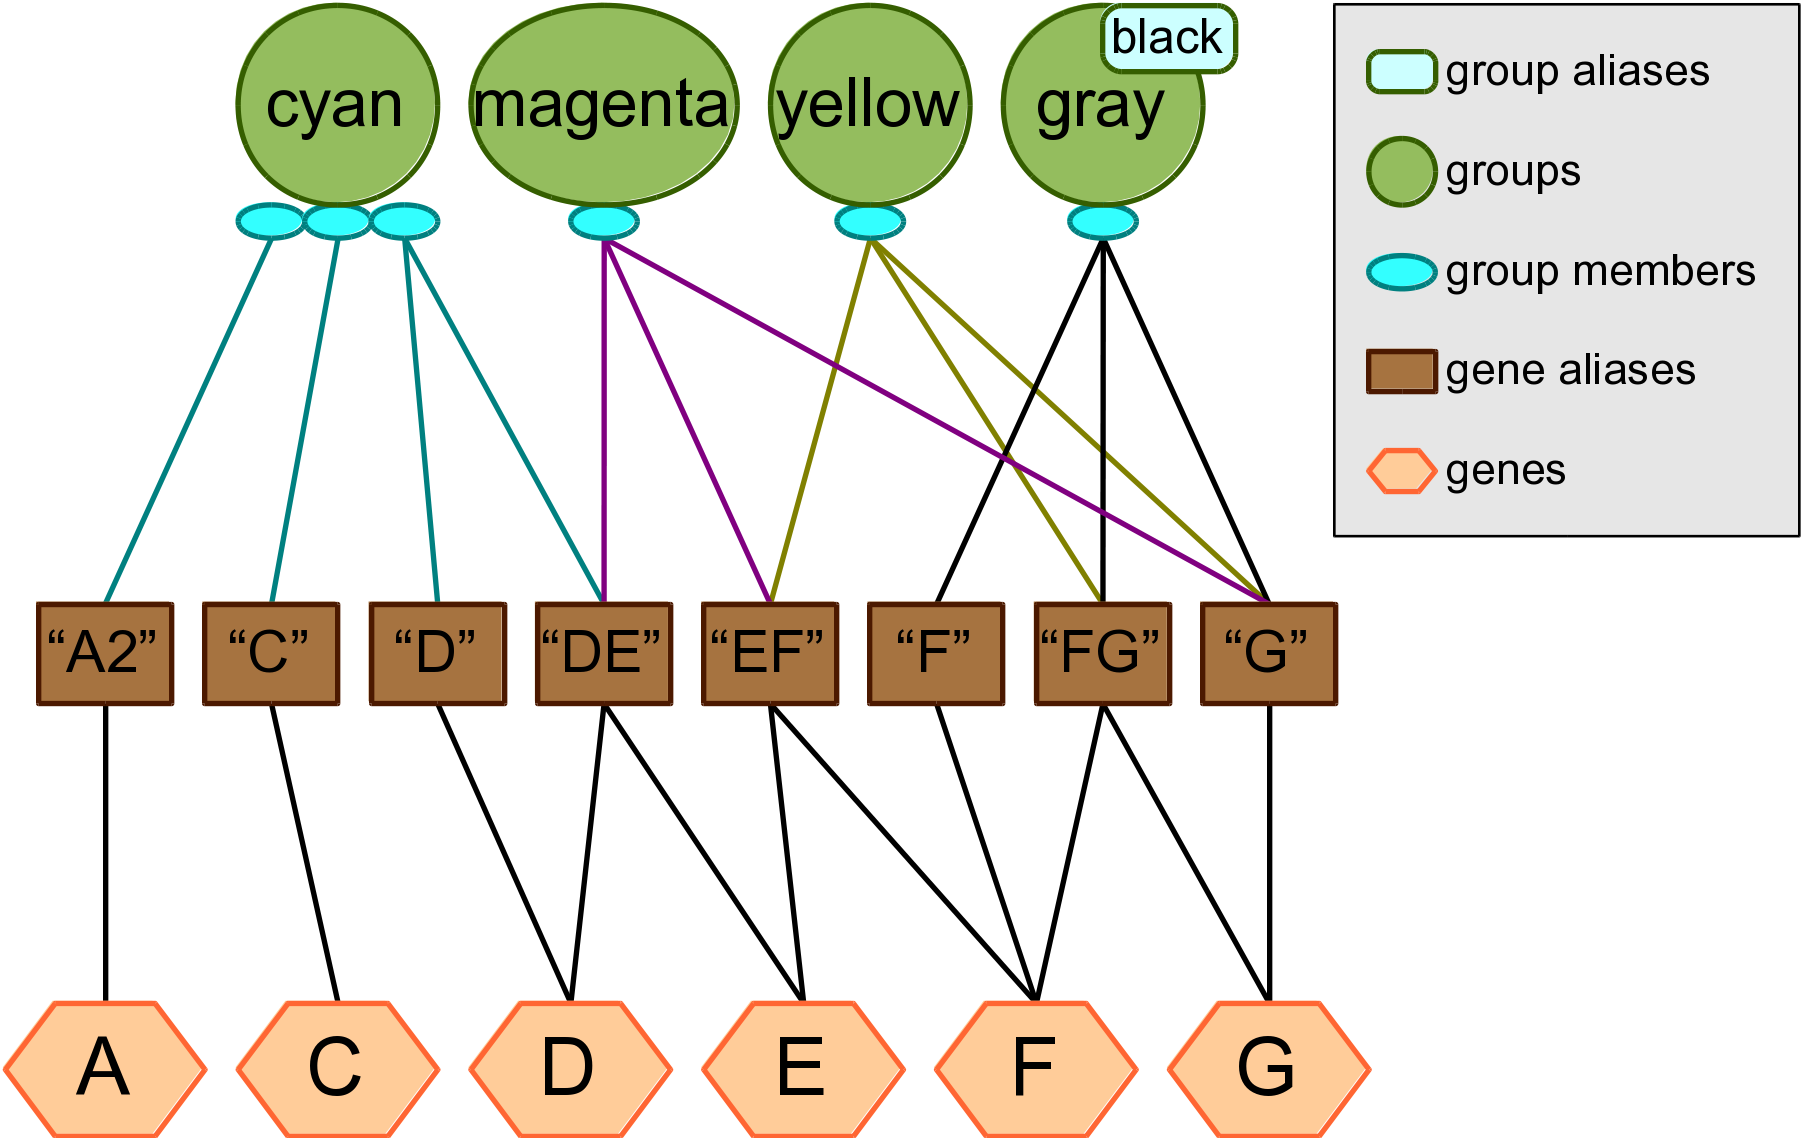 black
cyan
magenta
yellow
gray
group aliases
groups
group members
gene aliases
genes
“A2”
“C”
“D”
“DE”
“EF”
“F”
“FG”
“G”
A
C
D
E
F
G